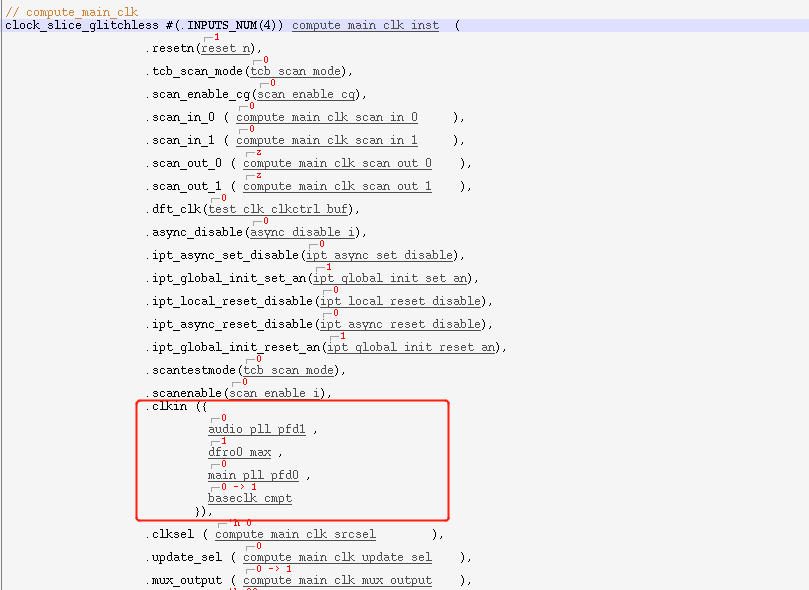 // compute_main_clk
clock_slice_glitchless #(.INPUTS_NUM(4)) compute_main_clk_inst (
1
.resetn(reset_n),
0
.tcb_scan_mode(tcb_scan_mode),
0
.scan_enable_cg(scan_enable_cg),
0
.scan_in_0 ( compute_main_clk_scan_in_0 ),
0
.scan_in_1 ( compute_main_clk_scan_in_1 ),
z
.scan_out_0 ( compute_main_clk_scan_out_0 ),
z
.scan_out_1 ( compute_main_clk_scan_out_1 ),
0
.dft_clk(test_clk_clkctrl_buf),
0
.async_disable(async_disable_i),
0
.ipt_async_set_disable(ipt_async_set_disable),
1
.ipt_global_init_set_an(ipt_global_init_set_an),
0
.ipt_local_reset_disable(ipt_local_reset_disable),
0
.ipt_async_reset_disable(ipt_async_reset_disable),
1
.ipt_global_init_reset_an(ipt_global_init_reset_an),
0
.scantestmode(tcb_scan_mode),
0
.scanenable(scan_enable_i),
.clkin ({
0
audio_pll_pfd1 ,
1
dfro0_max ,
0
main_pll_pfd0 ,
0 -> 1
baseclk_cmpt
}),
'h 0
.clksel ( compute_main_clk_srcsel ),
0
.update_sel ( compute_main_clk_update_sel ),
0 -> 1
.mux_output ( compute_main_clk_mux_output ),